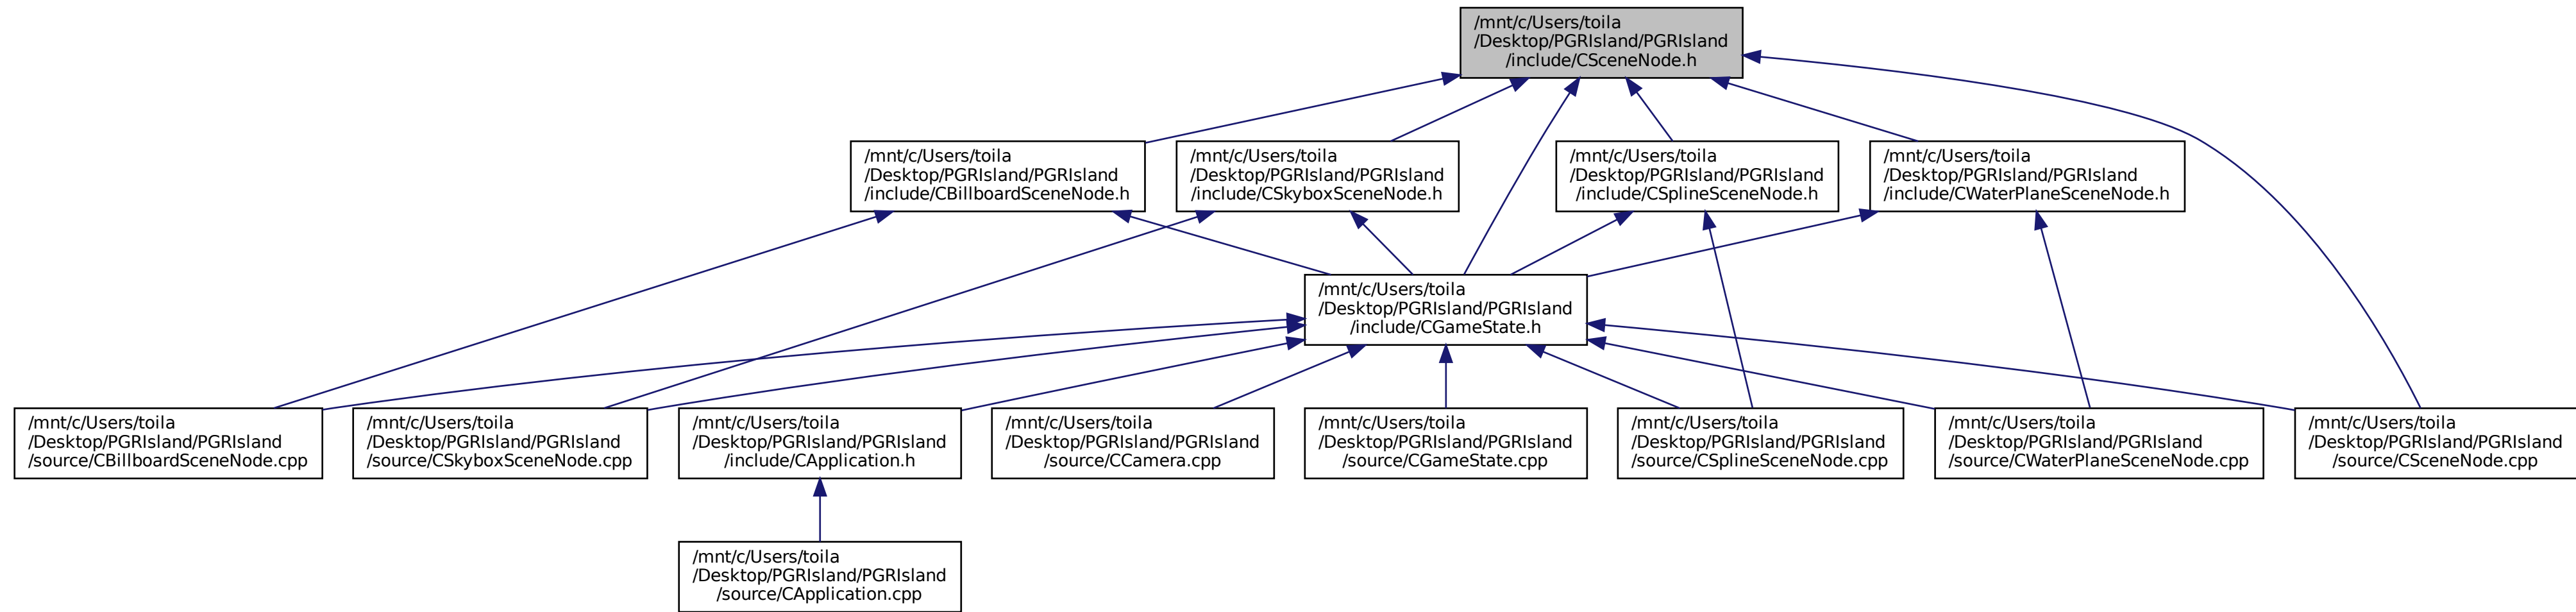 /mnt/c/Users/toila
/Desktop/PGRIsland/PGRIsland
/include/CSceneNode.h
/mnt/c/Users/toila
/Desktop/PGRIsland/PGRIsland
/include/CBillboardSceneNode.h
/mnt/c/Users/toila
/Desktop/PGRIsland/PGRIsland
/include/CSkyboxSceneNode.h
/mnt/c/Users/toila
/Desktop/PGRIsland/PGRIsland
/include/CSplineSceneNode.h
/mnt/c/Users/toila
/Desktop/PGRIsland/PGRIsland
/include/CWaterPlaneSceneNode.h
/mnt/c/Users/toila
/Desktop/PGRIsland/PGRIsland
/include/CGameState.h
/mnt/c/Users/toila
/Desktop/PGRIsland/PGRIsland
/source/CBillboardSceneNode.cpp
/mnt/c/Users/toila
/Desktop/PGRIsland/PGRIsland
/source/CSkyboxSceneNode.cpp
/mnt/c/Users/toila
/Desktop/PGRIsland/PGRIsland
/include/CApplication.h
/mnt/c/Users/toila
/Desktop/PGRIsland/PGRIsland
/source/CCamera.cpp
/mnt/c/Users/toila
/Desktop/PGRIsland/PGRIsland
/source/CGameState.cpp
/mnt/c/Users/toila
/Desktop/PGRIsland/PGRIsland
/source/CSplineSceneNode.cpp
/mnt/c/Users/toila
/Desktop/PGRIsland/PGRIsland
/source/CWaterPlaneSceneNode.cpp
/mnt/c/Users/toila
/Desktop/PGRIsland/PGRIsland
/source/CSceneNode.cpp
/mnt/c/Users/toila
/Desktop/PGRIsland/PGRIsland
/source/CApplication.cpp